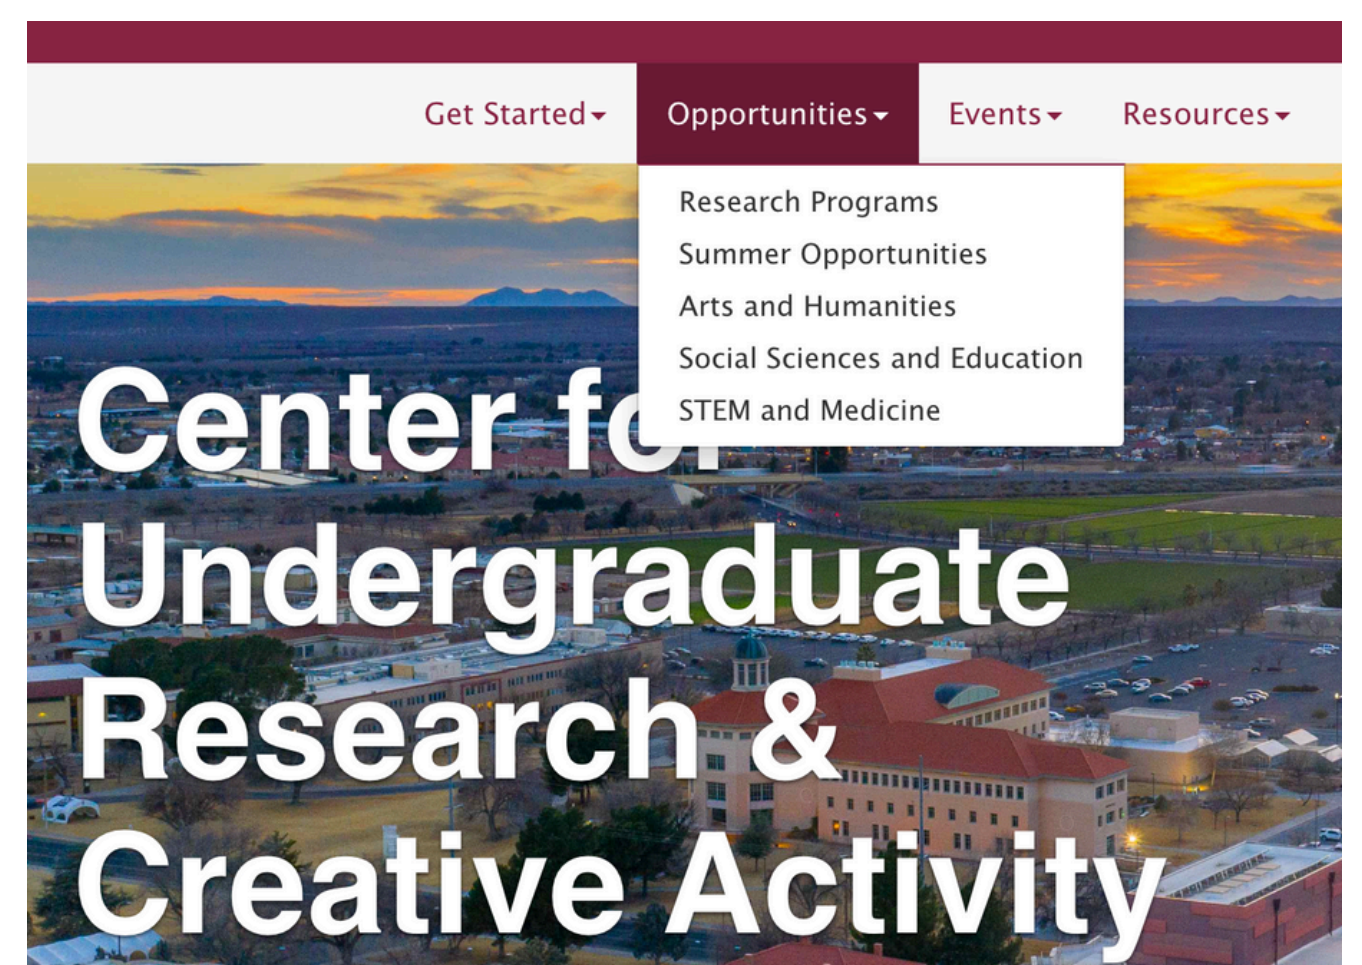 Get Started Opportunities Events Resources
Research Programs
Summer Opportunities
Arts and Humanities
Social Sciences and Education
STEM and Medicine
Center for
Undergraduate
Research &
Creative Activity